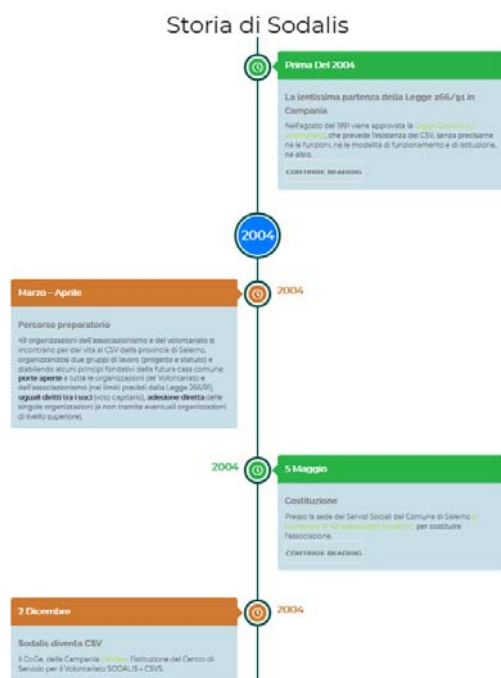 Storia di Sodalis
Prima Del 2004
La lentissima partenza della Legge 266/91 in
Campania
Nell'agosto del 1991 viene approvata la
che prevede l'esistenza del CSV, senza precisarne
né le funzioni, né le modalità di funzionamento e di istituzione,
né altro.
CONTINUE READING
2004
Marzo – Aprile
2004
Percorso preparatorio
49 organizzazioni dell'associazionismo e del volontariato si
incontrano per dar vita al CSV della provincia di Salerno,
organizzandosi due gruppi di lavoro (progetto e statuto) e
stabilendo alcuni principi fondativi della futura casa comune:
porte aperte a tutte le organizzazioni del Volontariato e
dell'associazionismo (nei limiti previsti dalla Legge 266/91),
uguali diritti tra i soci (voto capitario), adesione diretta delle
singole organizzazioni (e non tramite eventuali organizzazioni
di livello superiore).
2004
5 Maggio
Costituzione
Presso la sede dei Servizi Sociali del Comune di Salerno
per costituire
l'associazione.
CONTINUE READING
2 Dicembre
2004
Sodalis diventa CSV
Il Co.Ge. della Campania l'istituzione del Centro di
Servizio per il Volontariato SODALIS – CSVS.